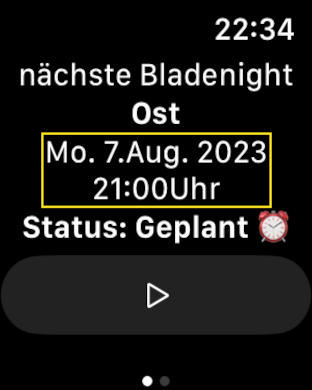 22:34
nächste Bladenight
Ost
Mo. 7.Aug. 2023
21:00Uhr
Status: Geplant ⏰